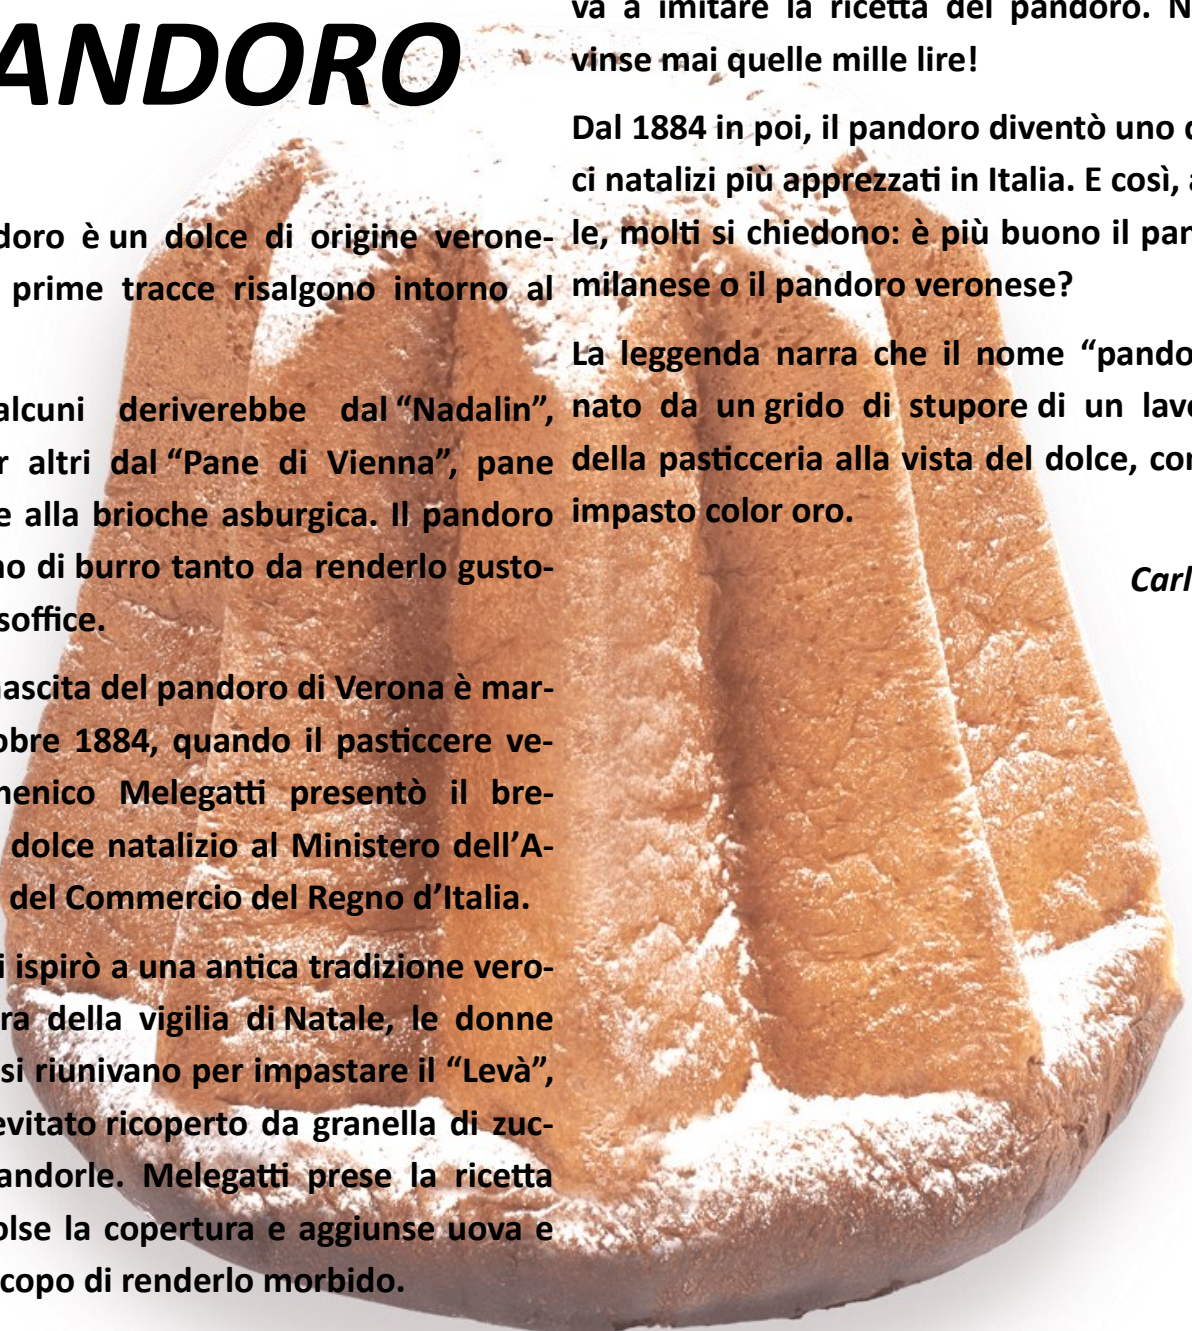 ANDORO
doro è un dolce di origine verone-
prime tracce risalgono intorno al
alcuni deriverebbe dal “Nadalin”,
r altri dal “Pane di Vienna”, pane
e alla brioche asburgica. Il pandoro
no di burro tanto da renderlo gusto-
soffice.
nascita del pandoro di Verona è mar-
obre 1884, quando il pasticcere ve-
menico Melegatti presentò il bre-
dolce natalizio al Ministero dell’A-
del Commercio del Regno d’Italia.
i ispirò a una antica tradizione vero-
ra della vigilia di Natale, le donne
si riunivano per impastare il “Levà”,
evitato ricoperto da granella di zuc-
andorle. Melegatti prese la ricetta
olse la copertura e aggiunse uova e
copo di renderlo morbido.
va a imitare la ricetta del pandoro. N
vinse mai quelle mille lire!
Dal 1884 in poi, il pandoro diventò uno d
ci natalizi più apprezzati in Italia. E così, a
le, molti si chiedono: è più buono il pan
milanese o il pandoro veronese?
La leggenda narra che il nome “pando
nato da un grido di stupore di un lavo
della pasticceria alla vista del dolce, con
impasto color oro.
Carl